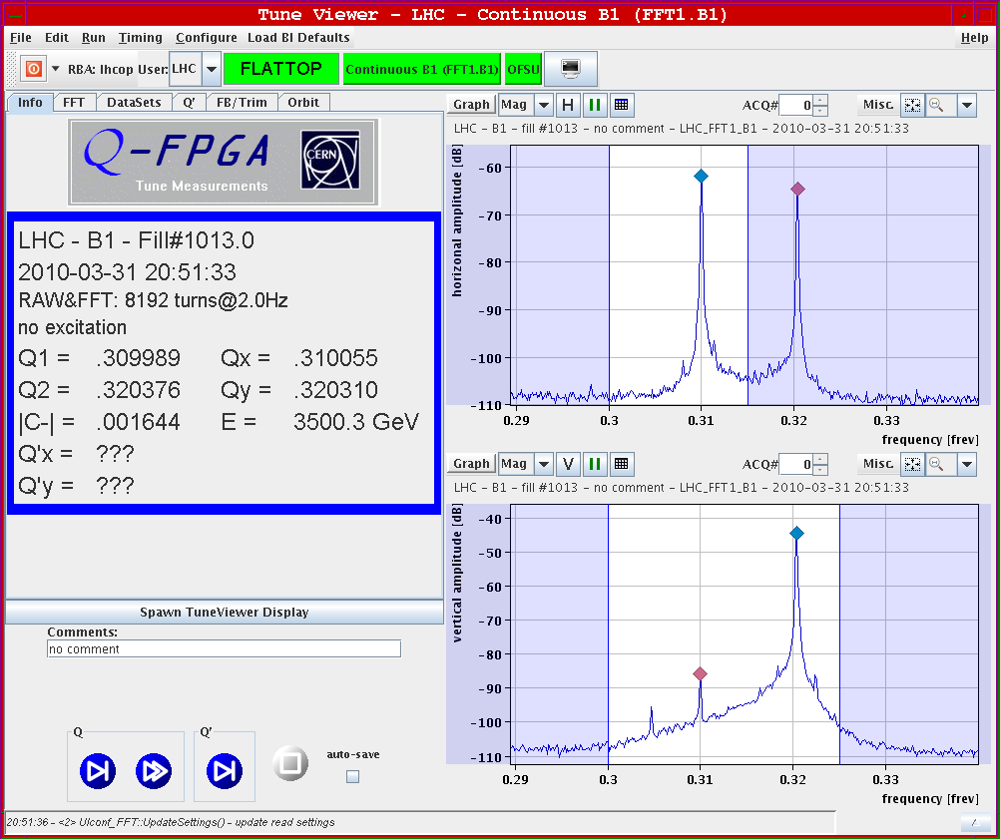 Tune Viewer - LHC - Continuous B1 (FFT1.B1)
File Edit Run Timing Configure Load BI Defaults Help
RBA: lhcop User: LHC FLATTOP Continuous B1 (FFT1.B1) OFSU
Info FFT DataSets Q' FB/Trim Orbit
Q-FPGA
Tune Measurements
CERN
LHC - B1 - Fill#1013.0
2010-03-31 20:51:33
RAW&FFT: 8192 turns@2.0Hz
no excitation
Q1 = .309989 Qx = .310055
Q2 = .320376 Qy = .320310
|C-| = .001644 E = 3500.3 GeV
Q'x = ???
Q'y = ???
Spawn TuneViewer Display
Comments:
no comment
Q
Q'
auto-save
Graph Mag H ACQ# 0 Misc.
LHC - B1 - fill #1013 - no comment - LHC_FFT1_B1 - 2010-03-31 20:51:33
horizonal amplitude [dB]
-60
-70
-80
-90
-100
-110
0.29 0.3 0.31 0.32 0.33
frequency [frev]
Graph Mag V ACQ# 0 Misc.
LHC - B1 - fill #1013 - no comment - LHC_FFT1_B1 - 2010-03-31 20:51:33
vertical amplitude [dB]
-40
-50
-60
-70
-80
-90
-100
-110
0.29 0.3 0.31 0.32 0.33
frequency [frev]
20:51:36 - <2> UIconf_FFT::UpdateSettings() - update read settings